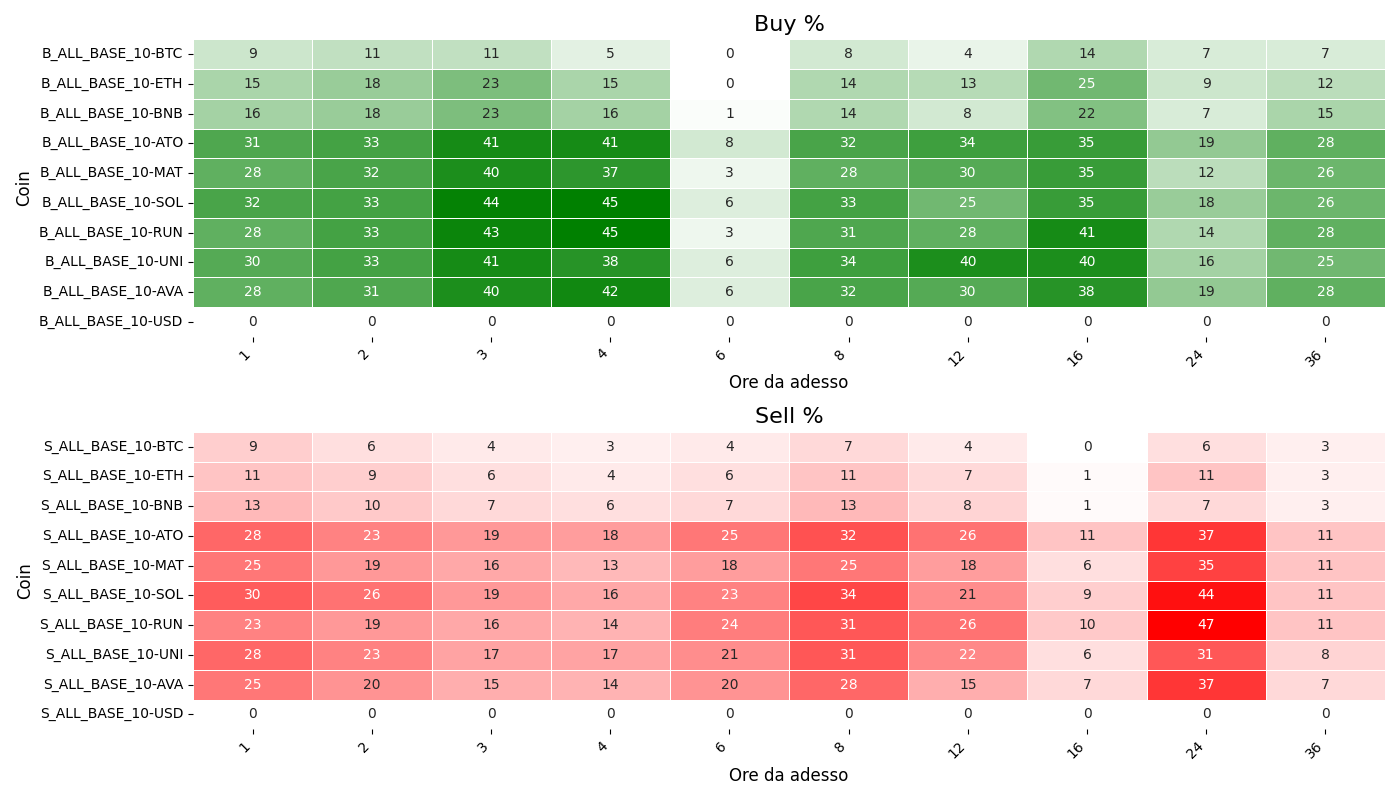 Buy %
Coin
B_ALL_BASE_10-BTC 9 11 11 5 0 8 4 14 7 7
B_ALL_BASE_10-ETH 15 18 23 15 0 14 13 25 9 12
B_ALL_BASE_10-BNB 16 18 23 16 1 14 8 22 7 15
B_ALL_BASE_10-ATO 31 33 41 41 8 32 34 35 19 28
B_ALL_BASE_10-MAT 28 32 40 37 3 28 30 35 12 26
B_ALL_BASE_10-SOL 32 33 44 45 6 33 25 35 18 26
B_ALL_BASE_10-RUN 28 33 43 45 3 31 28 41 14 28
B_ALL_BASE_10-UNI 30 33 41 38 6 34 40 40 16 25
B_ALL_BASE_10-AVA 28 31 40 42 6 32 30 38 19 28
B_ALL_BASE_10-USD 0 0 0 0 0 0 0 0 0 0
1 2 3 4 6 8 12 16 24 36
Ore da adesso
Sell %
Coin
S_ALL_BASE_10-BTC 9 6 4 3 4 7 4 0 6 3
S_ALL_BASE_10-ETH 11 9 6 4 6 11 7 1 11 3
S_ALL_BASE_10-BNB 13 10 7 6 7 13 8 1 7 3
S_ALL_BASE_10-ATO 28 23 19 18 25 32 26 11 37 11
S_ALL_BASE_10-MAT 25 19 16 13 18 25 18 6 35 11
S_ALL_BASE_10-SOL 30 26 19 16 23 34 21 9 44 11
S_ALL_BASE_10-RUN 23 19 16 14 24 31 26 10 47 11
S_ALL_BASE_10-UNI 28 23 17 17 21 31 22 6 31 8
S_ALL_BASE_10-AVA 25 20 15 14 20 28 15 7 37 7
S_ALL_BASE_10-USD 0 0 0 0 0 0 0 0 0 0
1 2 3 4 6 8 12 16 24 36
Ore da adesso